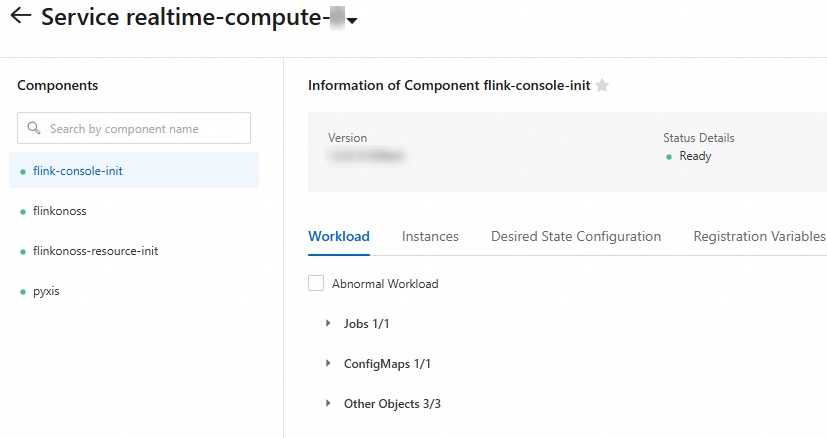 Service realtime-compute-
Components
Search by component name
flink-console-init
flinkonoss
flinkonoss-resource-init
pyxis
Information of Component flink-console-init
Version
Status Details
Ready
Workload Instances Desired State Configuration Registration Variables
Abnormal Workload
Jobs 1/1
ConfigMaps 1/1
Other Objects 3/3